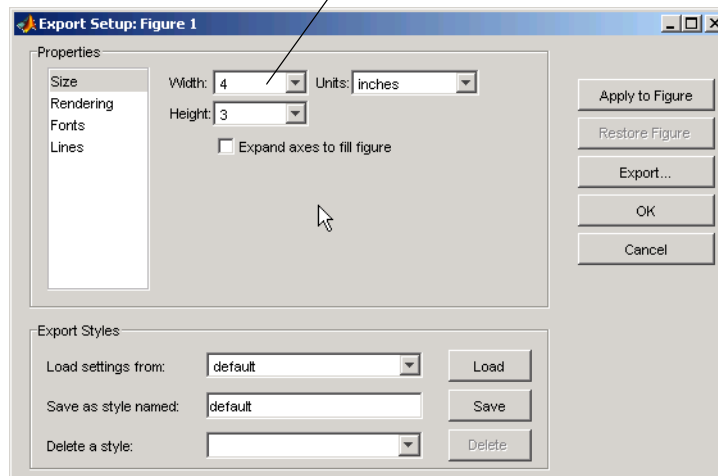 Export Setup: Figure 1
Properties
Size
Rendering
Fonts
Lines
Width: 4 Units: inches
Height: 3
Expand axes to fill figure
Apply to Figure
Restore Figure
Export...
OK
Cancel
Export Styles
Load settings from: default Load
Save as style named: default Save
Delete a style: Delete